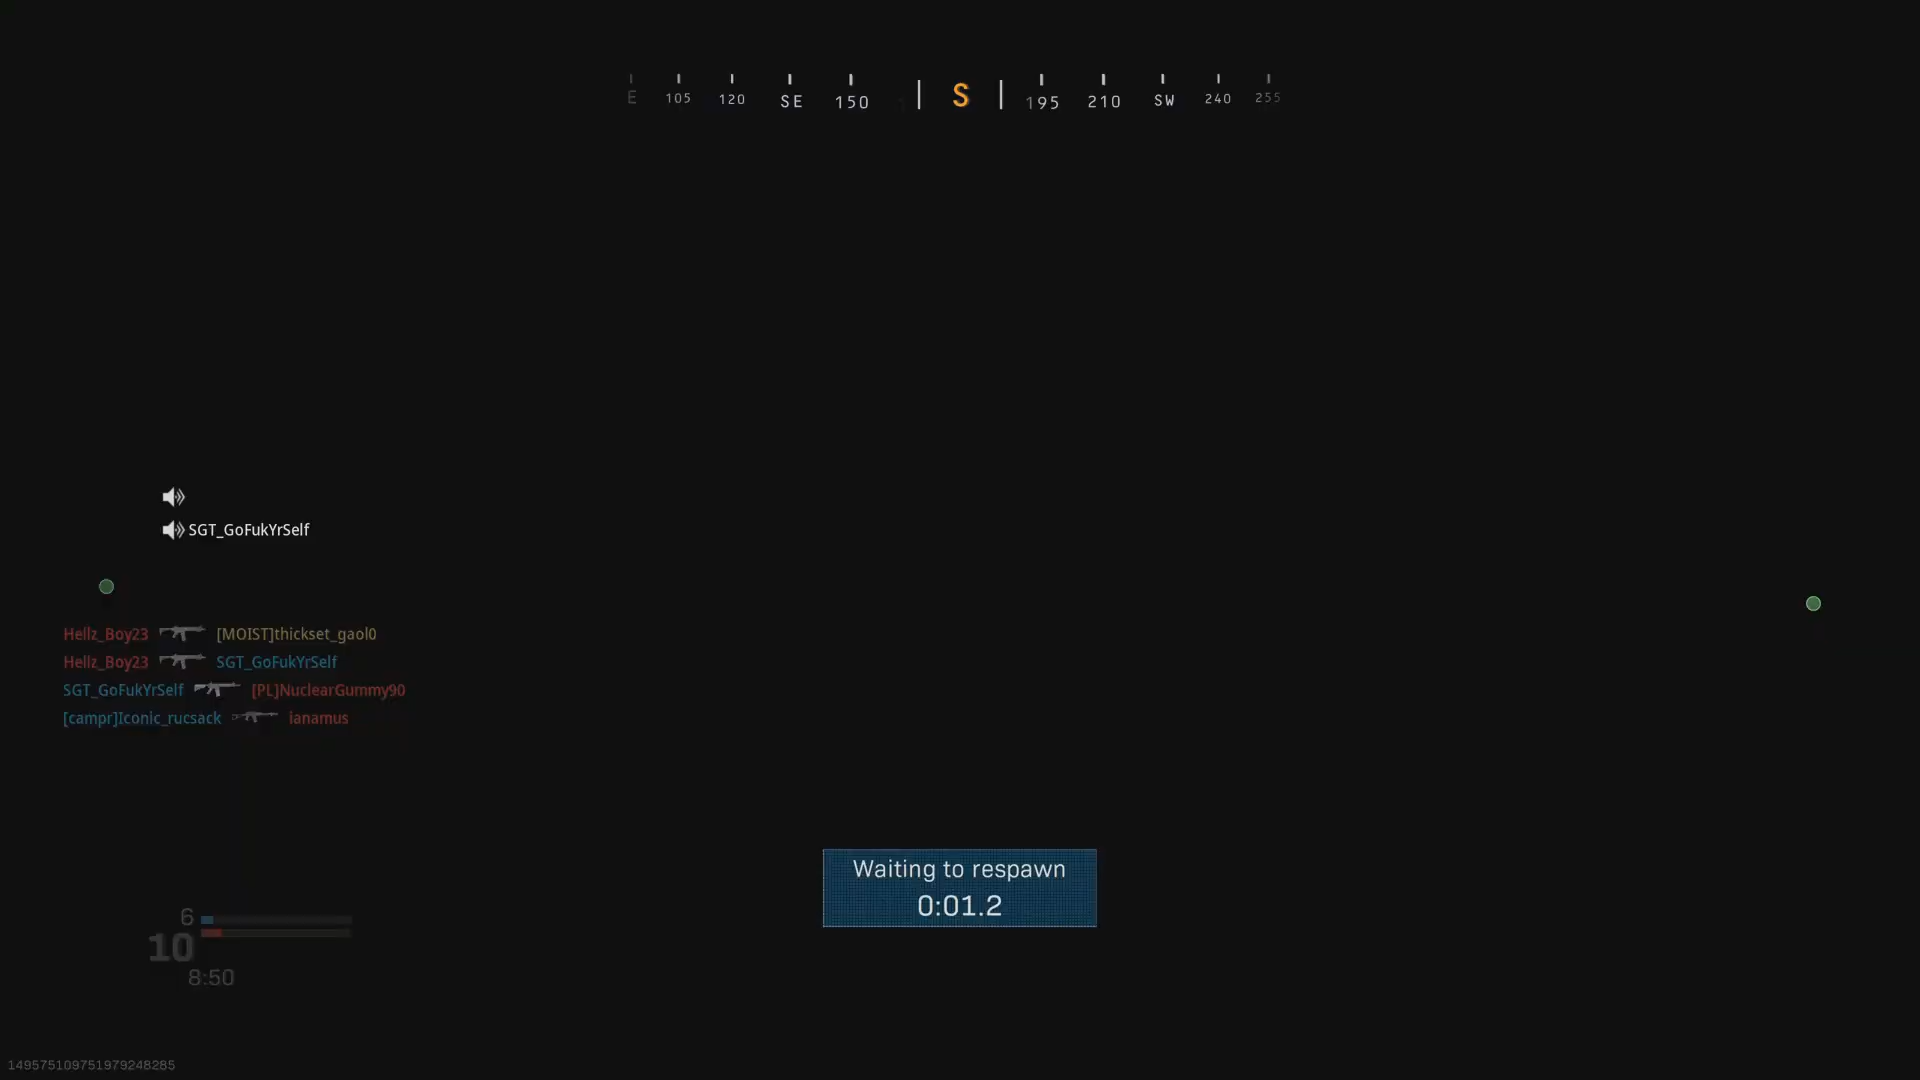 E 105 120 SE 150 S 195 210 SW 240 255
SGT_GoFukYrSelf
Hellz_Boy23 [MOIST]thickset_gaol0
Hellz_Boy23 SGT_GoFukYrSelf
SGT_GoFukYrSelf [PL]NuclearGummy90
[campr]Iconic_rucsack ianamus
Waiting to respawn
0:01.2
6
10
8:50
149575109751979248285